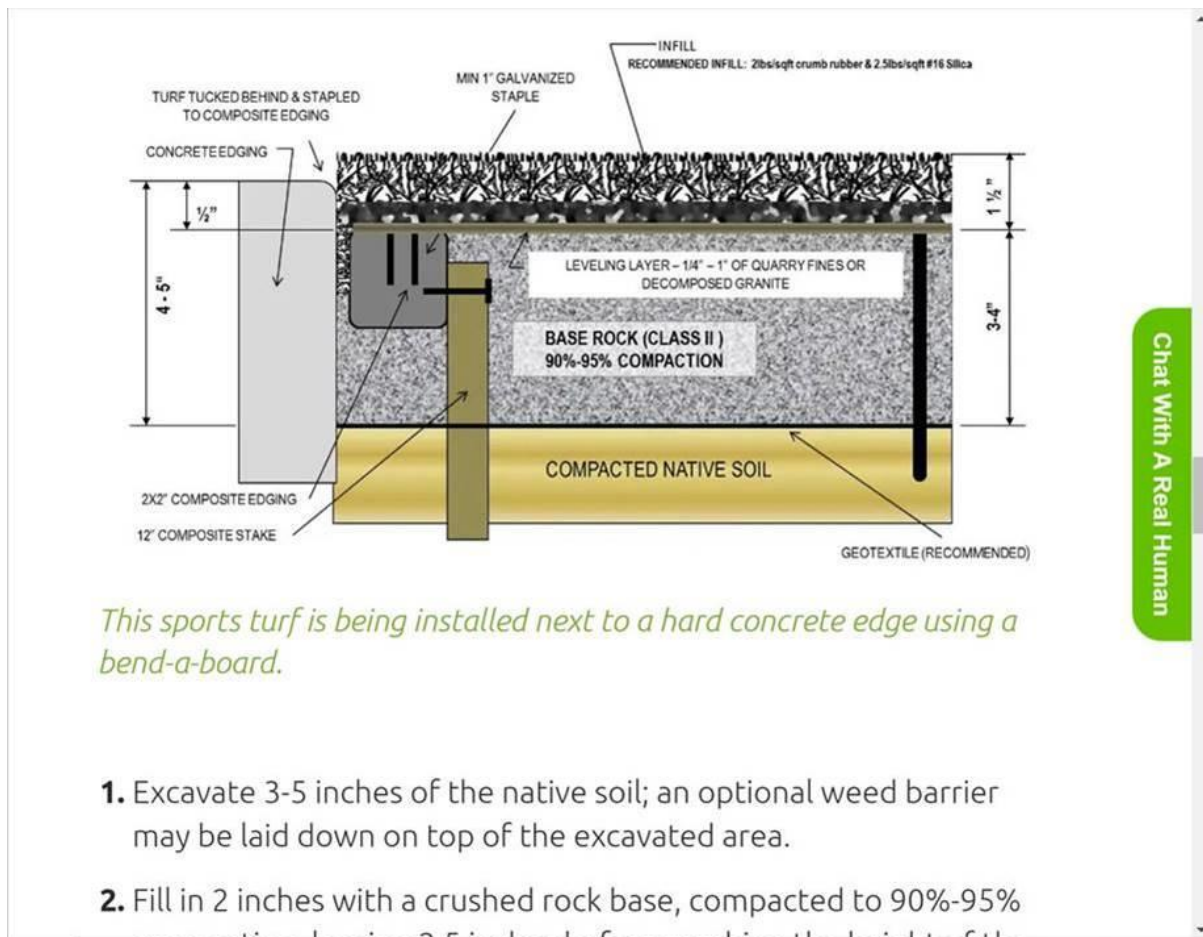 INFILL
RECOMMENDED INFILL: 2lbs/sqft crumb rubber & 2.5lbs/sqft #16 Silica
MIN 1" GALVANIZED
STAPLE
TURF TUCKED BEHIND & STAPLED
TO COMPOSITE EDGING
CONCRETE EDGING
½"
1 ½"
4 - 5"
LEVELING LAYER – 1/4" – 1" OF QUARRY FINES OR
DECOMPOSED GRANITE
3-4"
BASE ROCK (CLASS II )
90%-95% COMPACTION
COMPACTED NATIVE SOIL
2X2" COMPOSITE EDGING
12" COMPOSITE STAKE
GEOTEXTILE (RECOMMENDED)
Chat With A Real Human
This sports turf is being installed next to a hard concrete edge using a
bend-a-board.
1. Excavate 3-5 inches of the native soil; an optional weed barrier
may be laid down on top of the excavated area.
2. Fill in 2 inches with a crushed rock base, compacted to 90%-95%